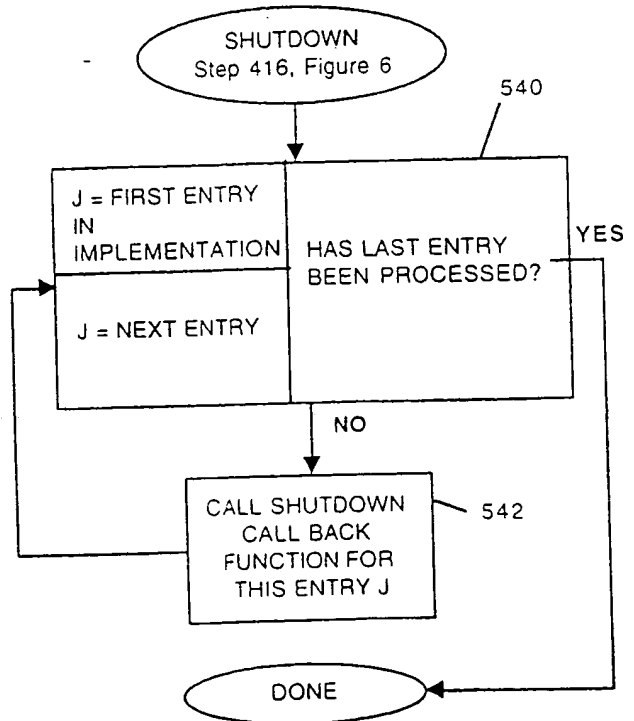 SHUTDOWN
Step 416, Figure 6
540
J = FIRST ENTRY
IN
IMPLEMENTATION
HAS LAST ENTRY
BEEN PROCESSED?
YES
J = NEXT ENTRY
NO
CALL SHUTDOWN
CALL BACK
FUNCTION FOR
THIS ENTRY J
542
DONE